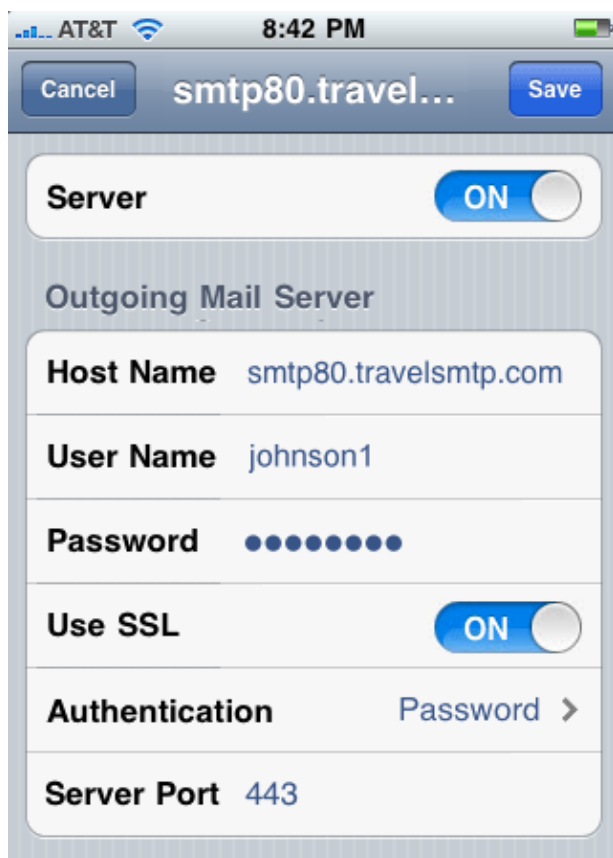 AT&T 8:42 PM
Cancel smtp80.travel... Save
Server ON
Outgoing Mail Server
Host Name smtp80.travelsmtp.com
User Name johnson1
Password ●●●●●●●●
Use SSL ON
Authentication Password >
Server Port 443